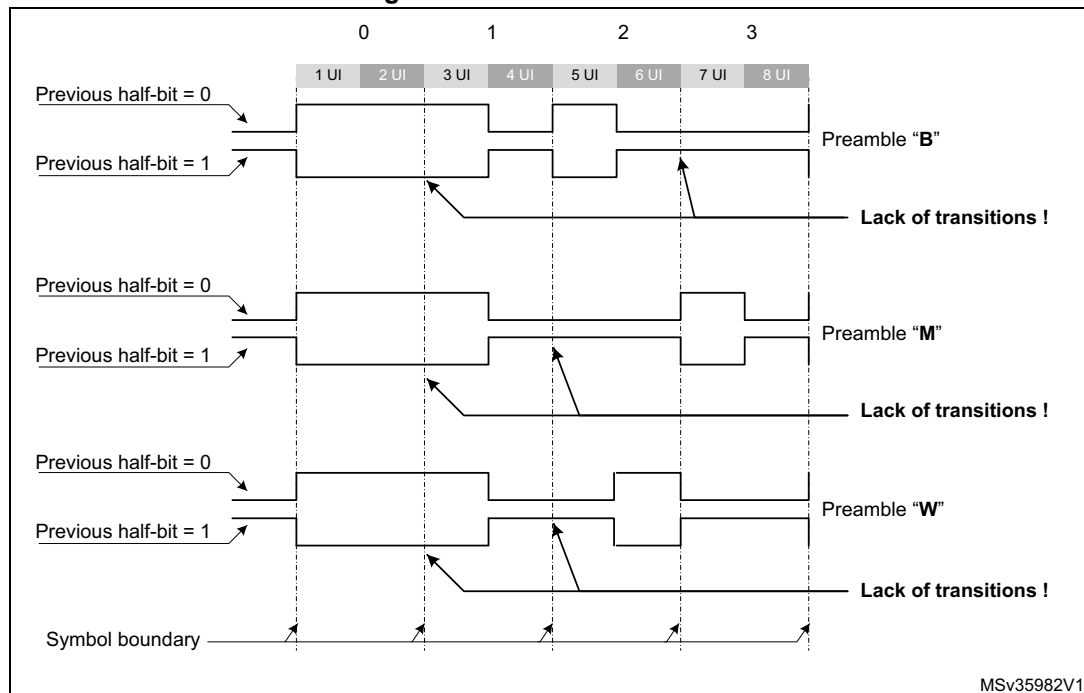 0 1 2 3
1 UI 2 UI 3 UI 4 UI 5 UI 6 UI 7 UI 8 UI
Previous half-bit = 0
Preamble “B”
Previous half-bit = 1
Lack of transitions !
Previous half-bit = 0
Preamble “M”
Previous half-bit = 1
Lack of transitions !
Previous half-bit = 0
Preamble “W”
Previous half-bit = 1
Lack of transitions !
Symbol boundary
MSv35982V1